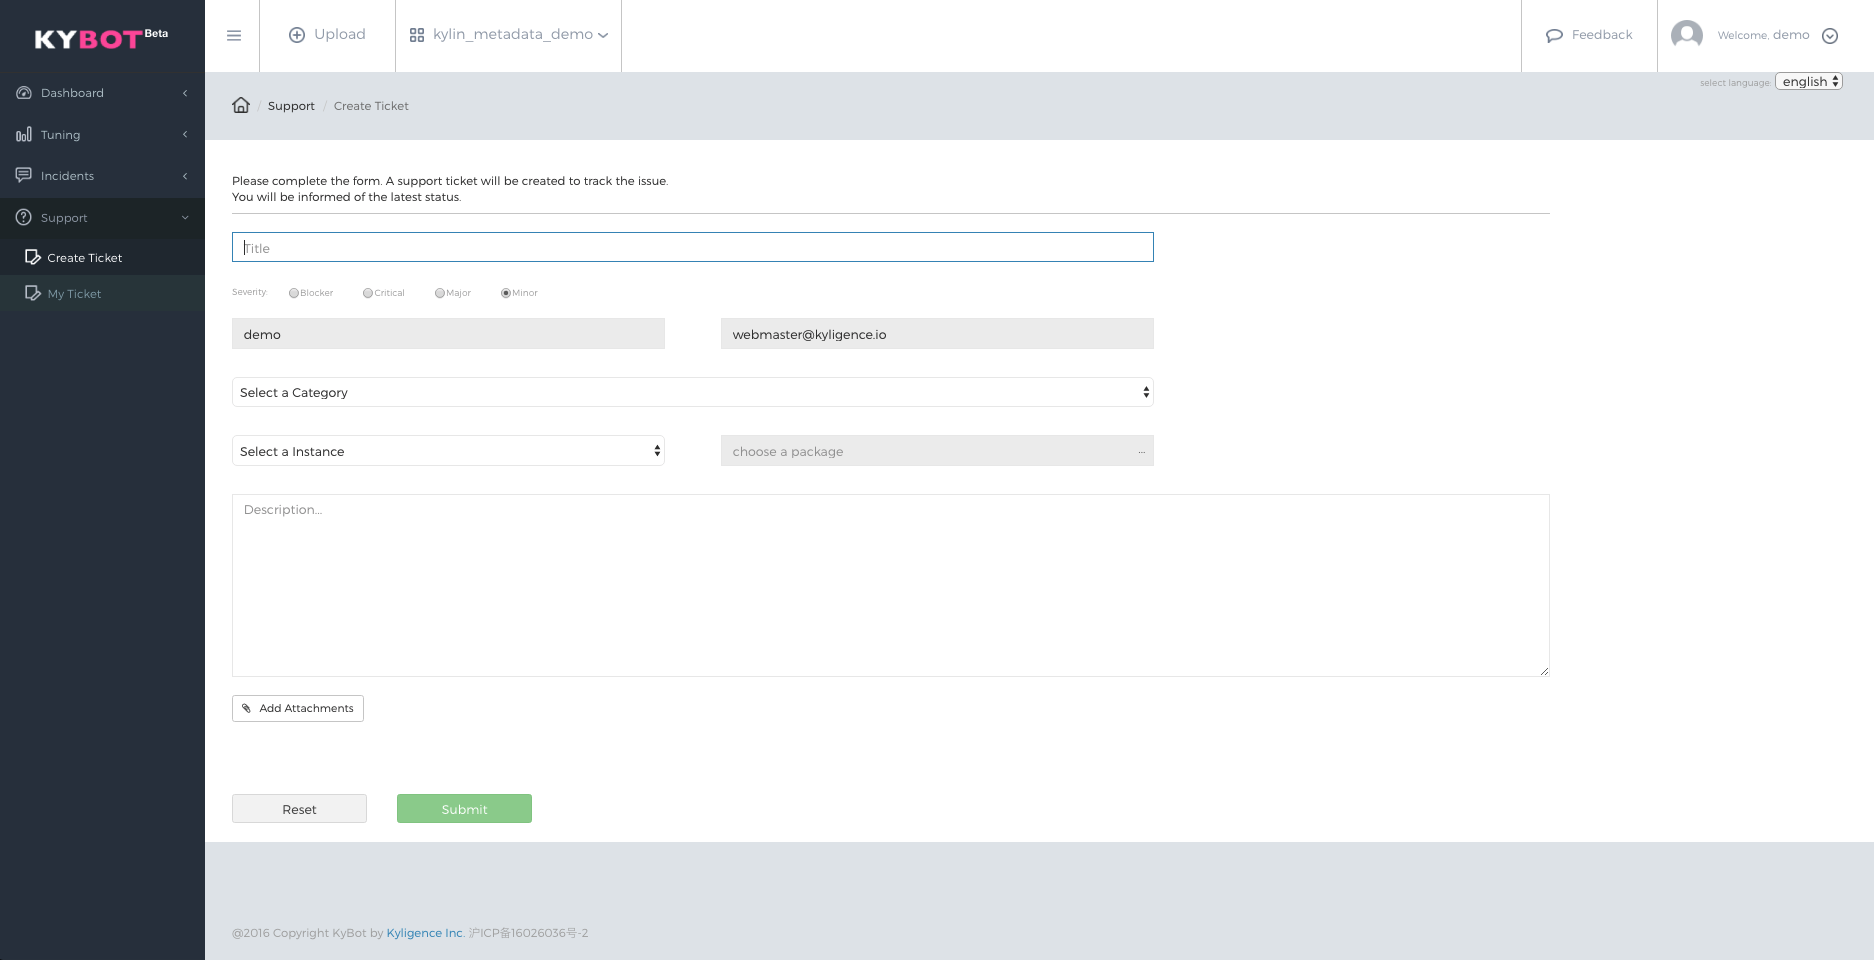 KYBOT Beta
Upload
kylin_metadata_demo
Feedback
Welcome, demo
select language: english
Dashboard
Tuning
Incidents
Support
Create Ticket
My Ticket
/ Support / Create Ticket
Please complete the form. A support ticket will be created to track the issue.
You will be informed of the latest status.
Title
Severity: Blocker Critical Major Minor
demo
webmaster@kyligence.io
Select a Category
Select a Instance
choose a package ...
Description...
Add Attachments
Reset
Submit
@2016 Copyright KyBot by Kyligence Inc. 沪ICP备16026036号-2